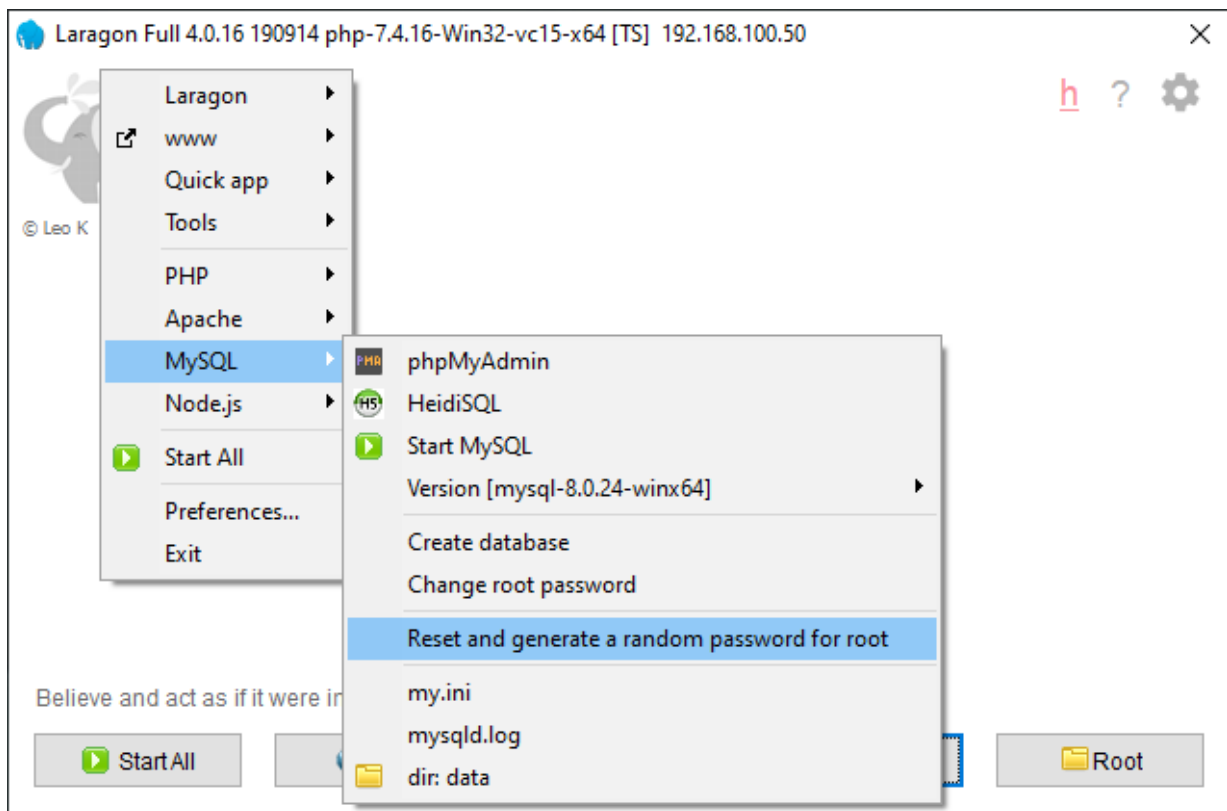 Laragon Full 4.0.16 190914 php-7.4.16-Win32-vc15-x64 [TS] 192.168.100.50
h ?
© Leo K
Laragon
www
Quick app
Tools
PHP
Apache
MySQL
Node.js
Start All
Preferences...
Exit
PMA
phpMyAdmin
HS
HeidiSQL
Start MySQL
Version [mysql-8.0.24-winx64]
Create database
Change root password
Reset and generate a random password for root
my.ini
mysqld.log
dir: data
Believe and act as if it were
Start All
Root